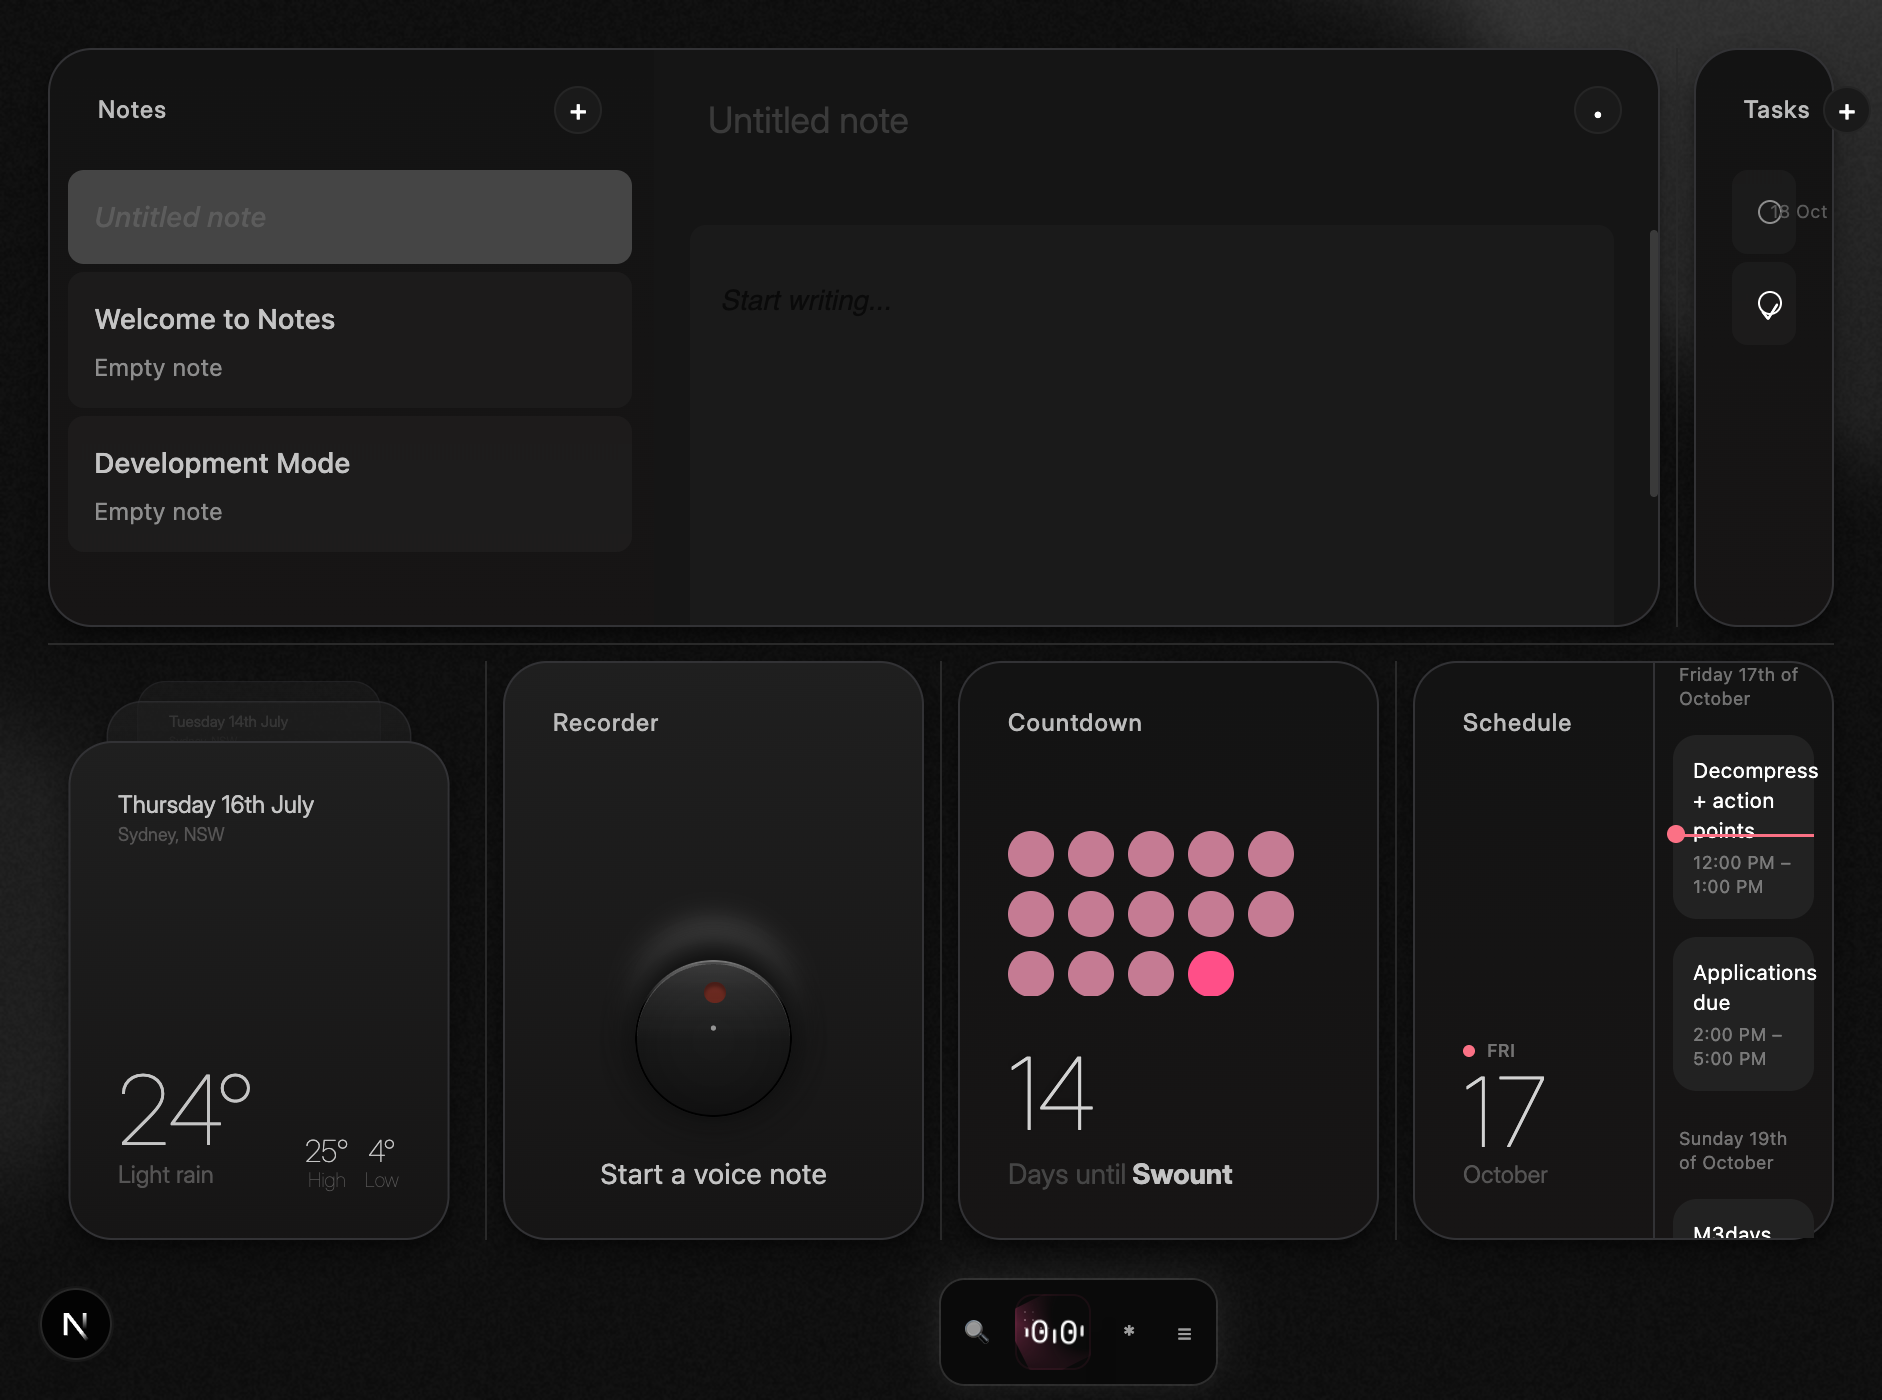 Notes
+
Untitled note
Untitled note
Welcome to Notes
Empty note
Development Mode
Empty note
Start writing...
Tasks
+
18 Oct
Tuesday 14th July
Thursday 16th July
Sydney, NSW
24°
Light rain
25° 4°
High Low
Recorder
Start a voice note
Countdown
14
Days until Swount
Schedule
FRI
17
October
Friday 17th of
October
Decompress
+ action
points
12:00 PM –
1:00 PM
Applications
due
2:00 PM –
5:00 PM
Sunday 19th
of October
M3days
N